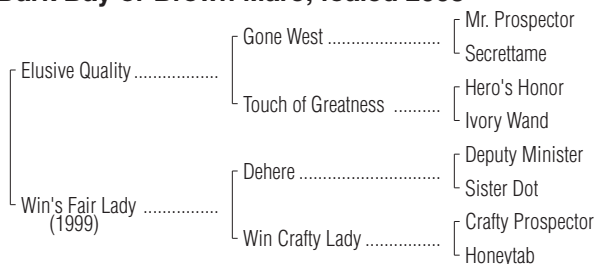 Dark Bay or Brown Mare; foaled
Mr. Prospector
Gone West ........................
Secrettame
Elusive Quality .................
Hero's Honor
Touch of Greatness ..........
Ivory Wand
Deputy Minister
Dehere ..............................
Sister Dot
Win's Fair Lady ...............
(1999)
Crafty Prospector
Win Crafty Lady ...............
Honeytab